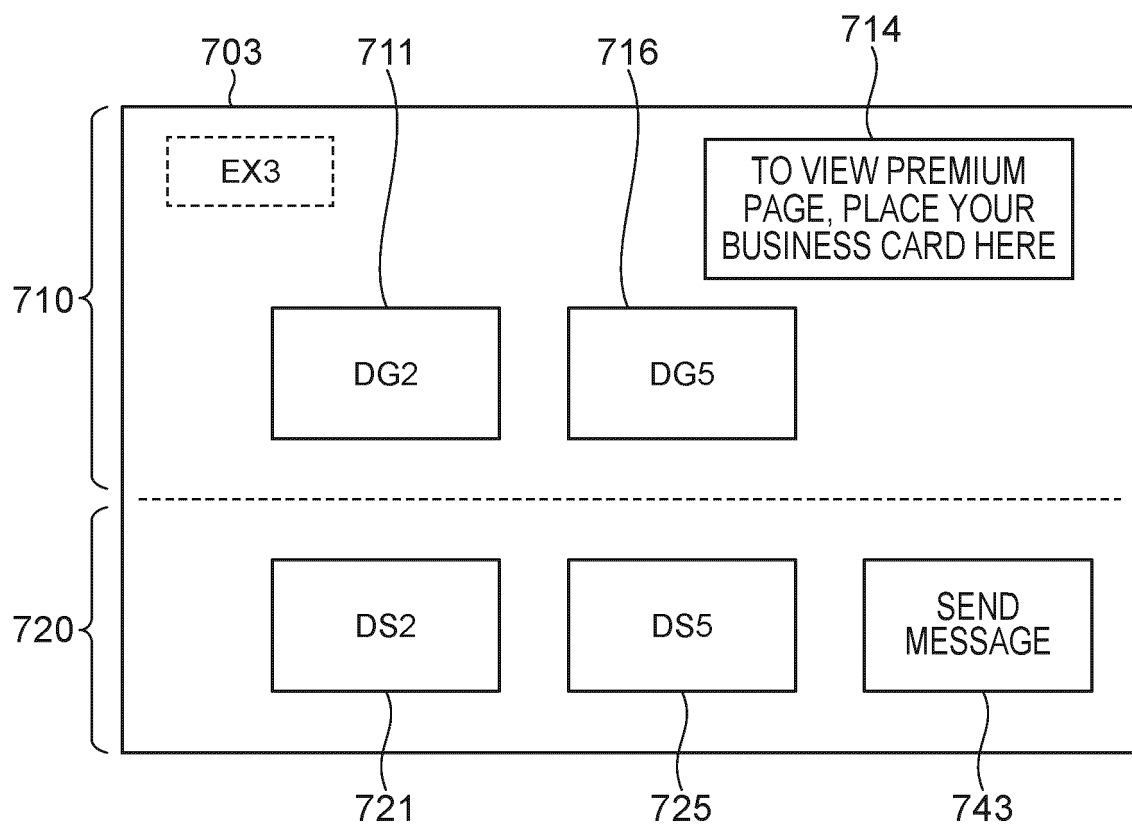 703
711
716
714
EX3
TO VIEW PREMIUM
PAGE, PLACE YOUR
BUSINESS CARD HERE
710
DG2
DG5
720
DS2
DS5
SEND
MESSAGE
721
725
743